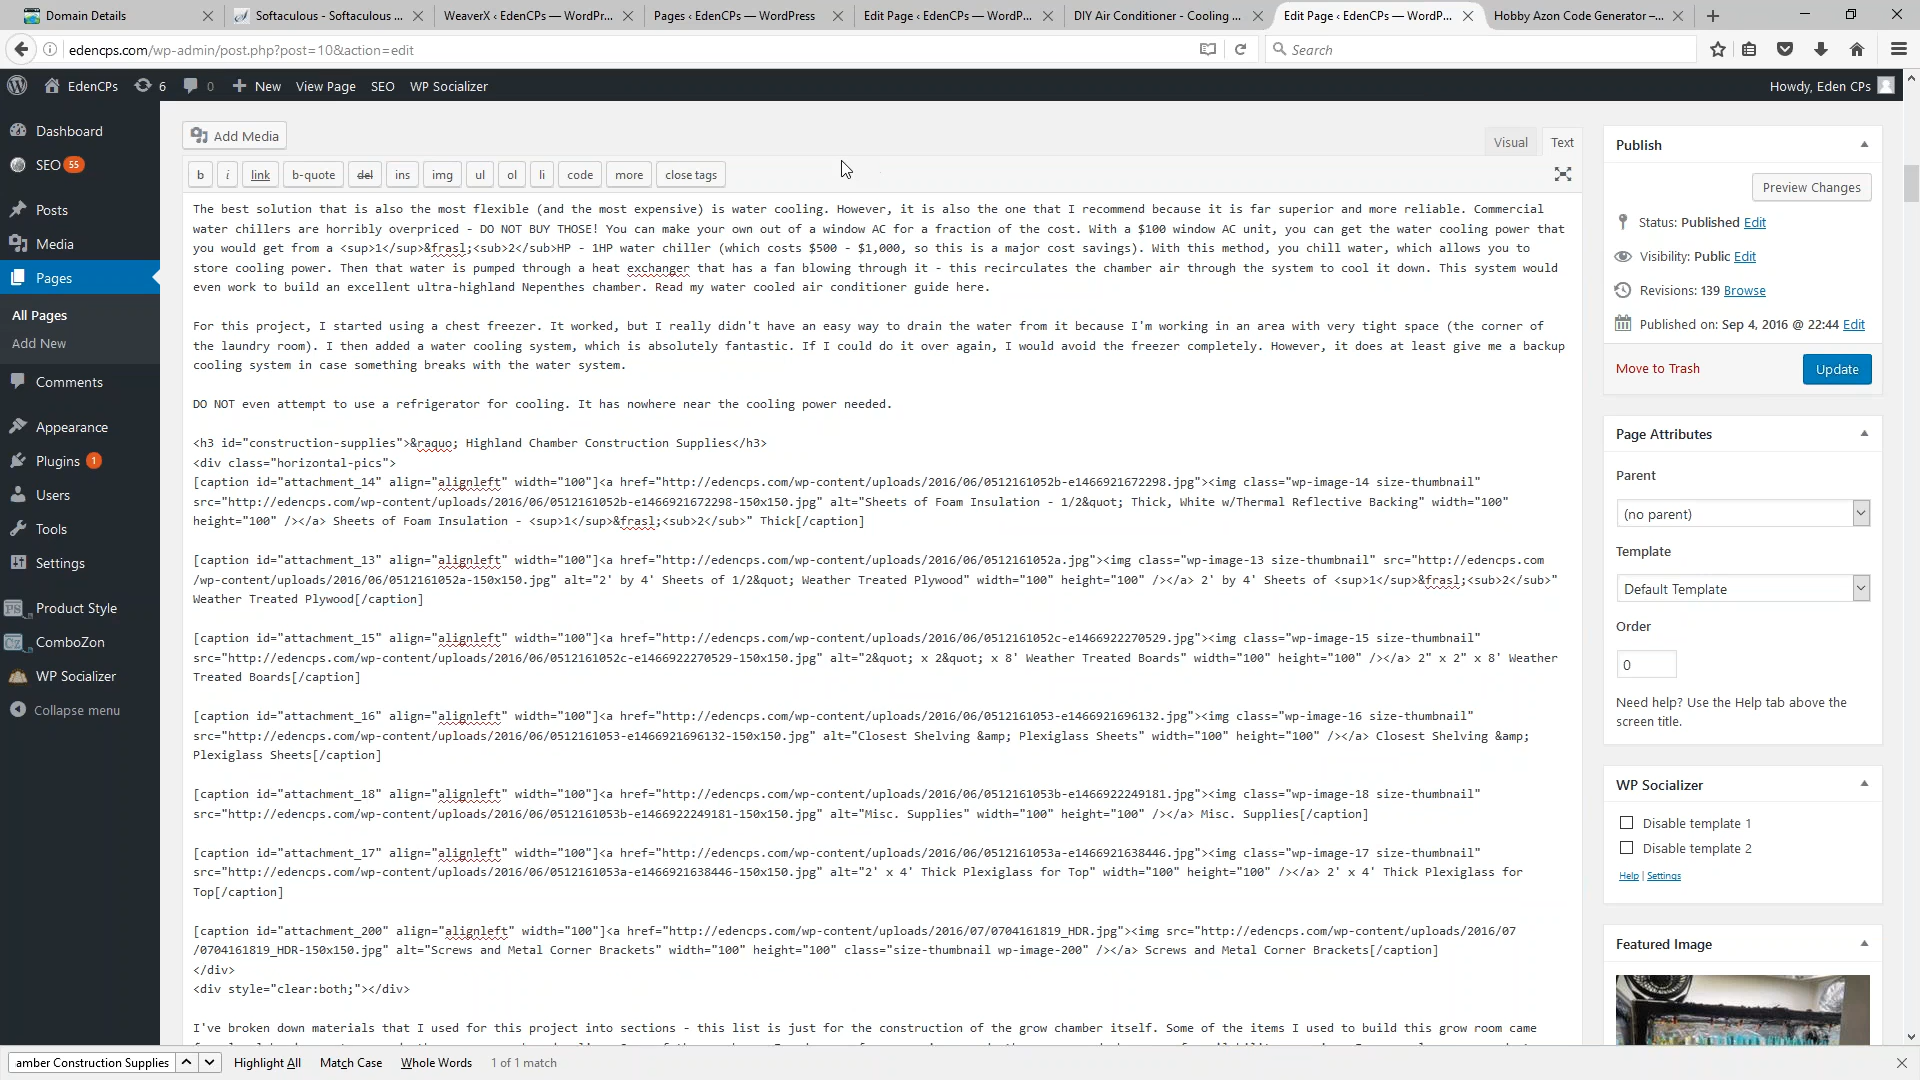 Domain Details
Softaculous - Softaculous ...
WeaverX ‹ EdenCPs — WordPr...
Pages ‹ EdenCPs — WordPress
Edit Page ‹ EdenCPs — WordP...
DIY Air Conditioner - Cooling ...
Edit Page ‹ EdenCPs — WordP...
Hobby Azon Code Generator –...
edencps.com/wp-admin/post.php?post=10&action=edit
Search
EdenCPs
6
0
New
View Page
SEO
WP Socializer
Howdy, Eden CPs
Dashboard
SEO 55
Posts
Media
Pages
All Pages
Add New
Comments
Appearance
Plugins 1
Users
Tools
Settings
Product Style
ComboZon
WP Socializer
Collapse menu
Add Media
Visual
Text
b
i
link
b-quote
del
ins
img
ul
ol
li
code
more
close tags
The best solution that is also the most flexible (and the most expensive) is water cooling. However, it is also the one that I recommend because it is far superior and more reliable. Commercial
water chillers are horribly overpriced - DO NOT BUY THOSE! You can make your own out of a window AC for a fraction of the cost. With a $100 window AC unit, you can get the water cooling power that
you would get from a <sup>1</sup>&frasl;<sub>2</sub>HP - 1HP water chiller (which costs $500 - $1,000, so this is a major cost savings). With this method, you chill water, which allows you to
store cooling power. Then that water is pumped through a heat exchanger that has a fan blowing through it - this recirculates the chamber air through the system to cool it down. This system would
even work to build an excellent ultra-highland Nepenthes chamber. Read my water cooled air conditioner guide here.
For this project, I started using a chest freezer. It worked, but I really didn't have an easy way to drain the water from it because I'm working in an area with very tight space (the corner of
the laundry room). I then added a water cooling system, which is absolutely fantastic. If I could do it over again, I would avoid the freezer completely. However, it does at least give me a backup
cooling system in case something breaks with the water system.
DO NOT even attempt to use a refrigerator for cooling. It has nowhere near the cooling power needed.
<h3 id="construction-supplies">&raquo; Highland Chamber Construction Supplies</h3>
<div class="horizontal-pics">
[caption id="attachment_14" align="alignleft" width="100"]<a href="http://edencps.com/wp-content/uploads/2016/06/0512161052b-e1466921672298.jpg"><img class="wp-image-14 size-thumbnail"
src="http://edencps.com/wp-content/uploads/2016/06/0512161052b-e1466921672298-150x150.jpg" alt="Sheets of Foam Insulation - 1/2&quot; Thick, White w/Thermal Reflective Backing" width="100"
height="100" /></a> Sheets of Foam Insulation - <sup>1</sup>&frasl;<sub>2</sub>" Thick[/caption]
[caption id="attachment_13" align="alignleft" width="100"]<a href="http://edencps.com/wp-content/uploads/2016/06/0512161052a.jpg"><img class="wp-image-13 size-thumbnail" src="http://edencps.com
/wp-content/uploads/2016/06/0512161052a-150x150.jpg" alt="2' by 4' Sheets of 1/2&quot; Weather Treated Plywood" width="100" height="100" /></a> 2' by 4' Sheets of <sup>1</sup>&frasl;<sub>2</sub>"
Weather Treated Plywood[/caption]
[caption id="attachment_15" align="alignleft" width="100"]<a href="http://edencps.com/wp-content/uploads/2016/06/0512161052c-e1466922270529.jpg"><img class="wp-image-15 size-thumbnail"
src="http://edencps.com/wp-content/uploads/2016/06/0512161052c-e1466922270529-150x150.jpg" alt="2&quot; x 2&quot; x 8' Weather Treated Boards" width="100" height="100" /></a> 2" x 2" x 8' Weather
Treated Boards[/caption]
[caption id="attachment_16" align="alignleft" width="100"]<a href="http://edencps.com/wp-content/uploads/2016/06/0512161053-e1466921696132.jpg"><img class="wp-image-16 size-thumbnail"
src="http://edencps.com/wp-content/uploads/2016/06/0512161053-e1466921696132-150x150.jpg" alt="Closest Shelving &amp; Plexiglass Sheets" width="100" height="100" /></a> Closest Shelving &amp;
Plexiglass Sheets[/caption]
[caption id="attachment_18" align="alignleft" width="100"]<a href="http://edencps.com/wp-content/uploads/2016/06/0512161053b-e1466922249181.jpg"><img class="wp-image-18 size-thumbnail"
src="http://edencps.com/wp-content/uploads/2016/06/0512161053b-e1466922249181-150x150.jpg" alt="Misc. Supplies" width="100" height="100" /></a> Misc. Supplies[/caption]
[caption id="attachment_17" align="alignleft" width="100"]<a href="http://edencps.com/wp-content/uploads/2016/06/0512161053a-e1466921638446.jpg"><img class="wp-image-17 size-thumbnail"
src="http://edencps.com/wp-content/uploads/2016/06/0512161053a-e1466921638446-150x150.jpg" alt="2' x 4' Thick Plexiglass for Top" width="100" height="100" /></a> 2' x 4' Thick Plexiglass for
Top[/caption]
[caption id="attachment_200" align="alignleft" width="100"]<a href="http://edencps.com/wp-content/uploads/2016/07/0704161819_HDR.jpg"><img src="http://edencps.com/wp-content/uploads/2016/07
/0704161819_HDR-150x150.jpg" alt="Screws and Metal Corner Brackets" width="100" height="100" class="size-thumbnail wp-image-200" /></a> Screws and Metal Corner Brackets[/caption]
</div>
<div style="clear:both;"></div>
I've broken down materials that I used for this project into sections - this list is just for the construction of the grow chamber itself. Some of the items I used to build this grow room came
Publish
Preview Changes
Status: Published Edit
Visibility: Public Edit
Revisions: 139 Browse
Published on: Sep 4, 2016 @ 22:44 Edit
Move to Trash
Update
Page Attributes
Parent
(no parent)
Template
Default Template
Order
0
Need help? Use the Help tab above the
screen title.
WP Socializer
Disable template 1
Disable template 2
Help | Settings
Featured Image
amber Construction Supplies
Highlight All
Match Case
Whole Words
1 of 1 match